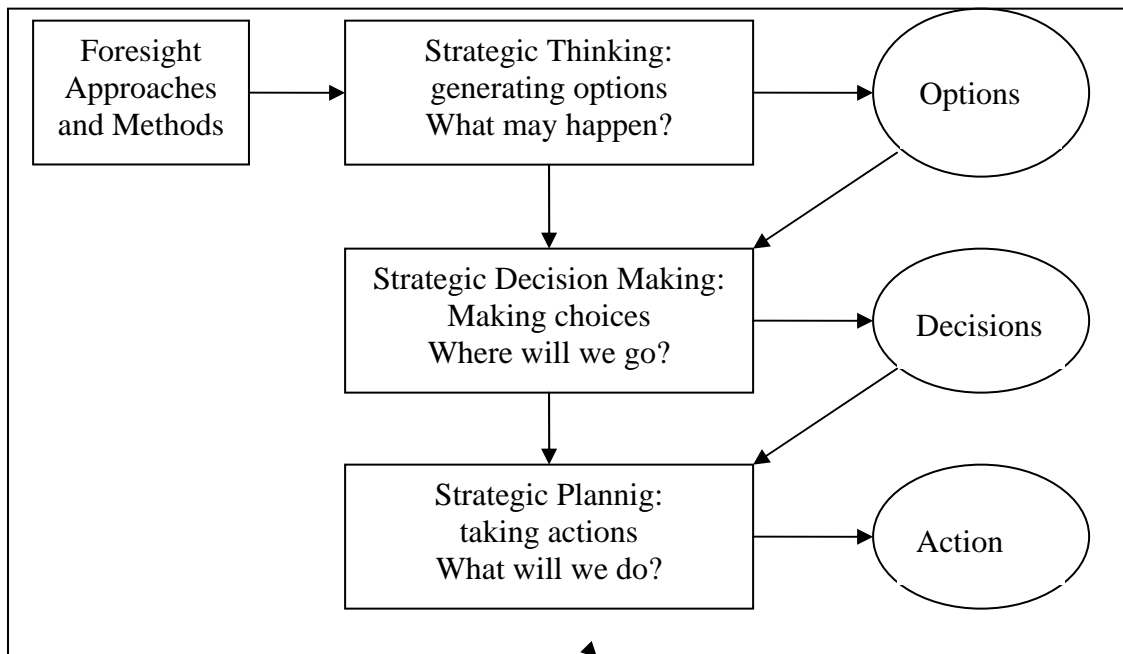 Foresight
Approaches
and Methods
Strategic Thinking:
generating options
What may happen?
Options
Strategic Decision Making:
Making choices
Where will we go?
Decisions
Strategic Plannig:
taking actions
What will we do?
Action